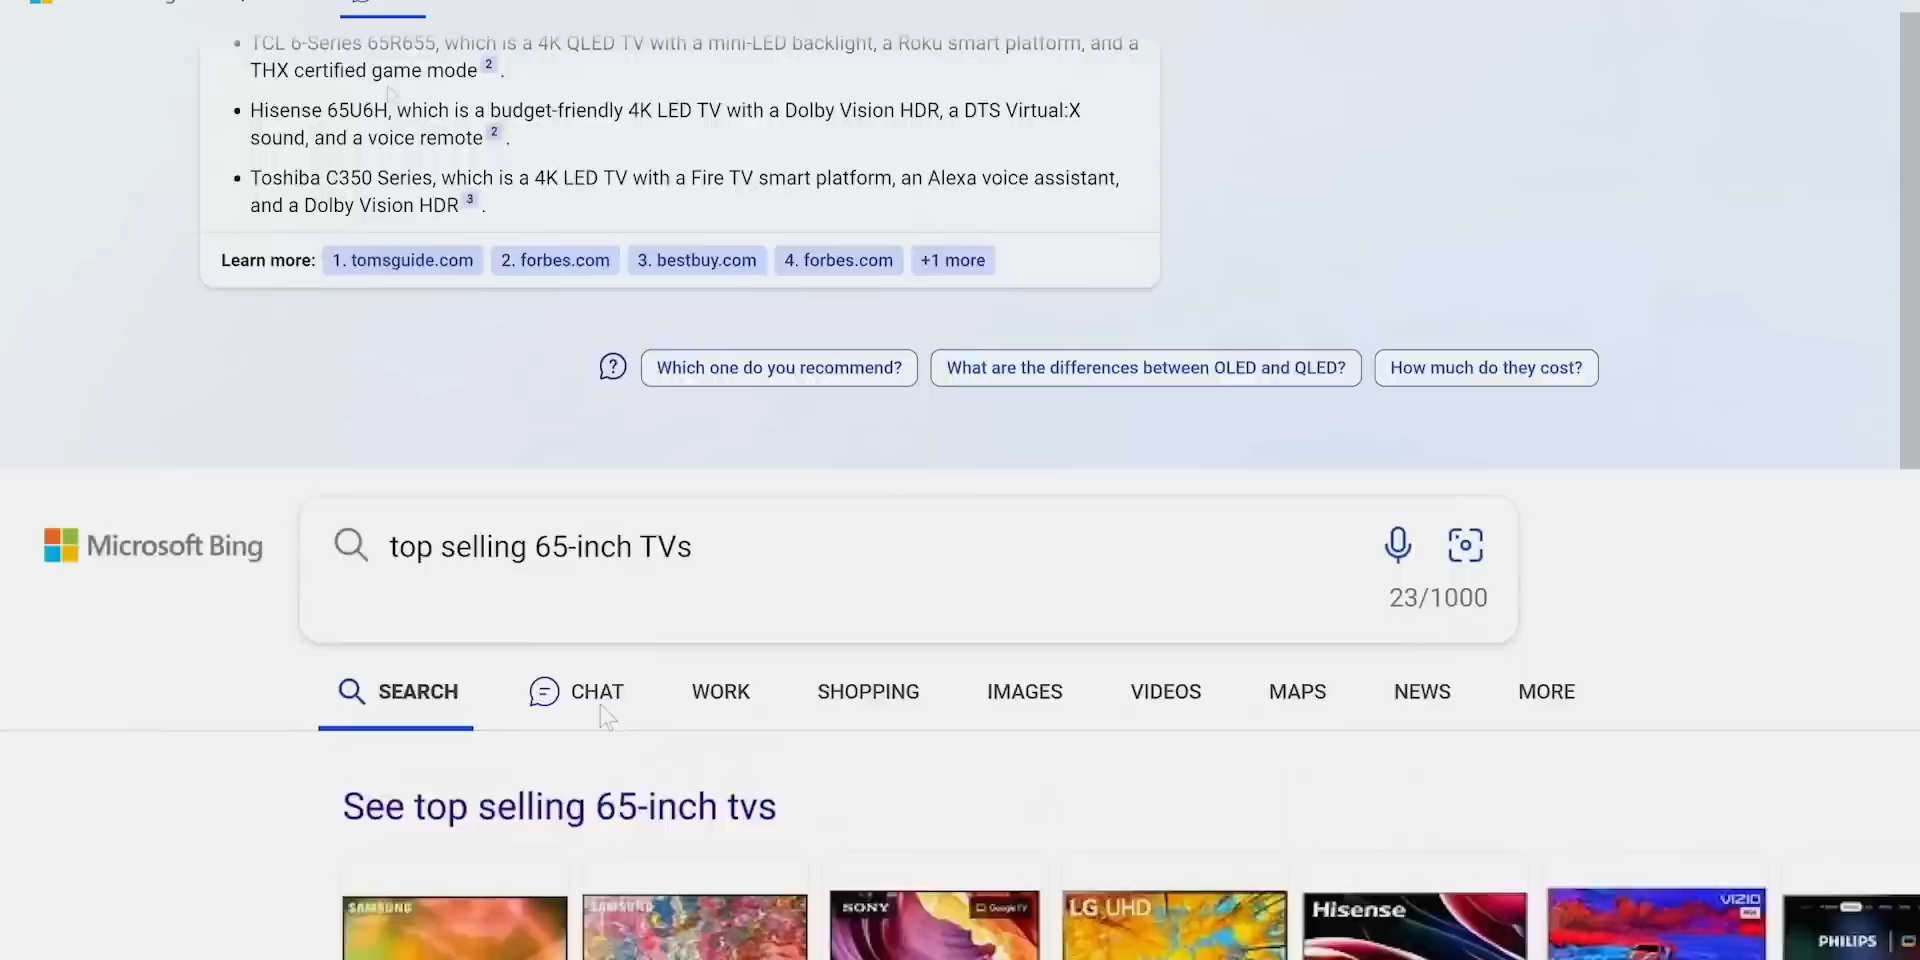 TCL 6-Series 65R655, which is a 4K QLED TV with a mini-LED backlight, a Roku smart platform, and a
THX certified game mode 2 .
Hisense 65U6H, which is a budget-friendly 4K LED TV with a Dolby Vision HDR, a DTS Virtual:X
sound, and a voice remote 2 .
Toshiba C350 Series, which is a 4K LED TV with a Fire TV smart platform, an Alexa voice assistant,
and a Dolby Vision HDR 3 .
Learn more: 1. tomsguide.com 2. forbes.com 3. bestbuy.com 4. forbes.com +1 more
Which one do you recommend? What are the differences between OLED and QLED? How much do they cost?
Microsoft Bing top selling 65-inch TVs
23/1000
SEARCH CHAT WORK SHOPPING IMAGES VIDEOS MAPS NEWS MORE
See top selling 65-inch tvs
SAMSUNG SAMSUNG SONY Google TV LG UHD Hisense VIZIO PHILIPS